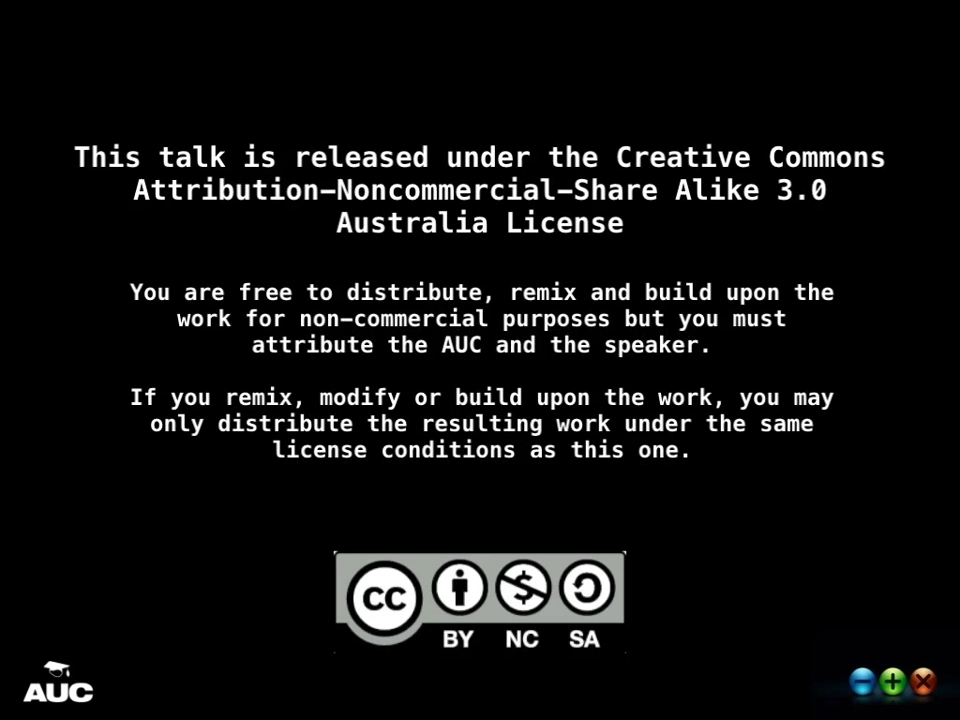 This talk is released under the Creative Commons
Attribution-Noncommercial-Share Alike 3.0
Australia License
You are free to distribute, remix and build upon the
work for non-commercial purposes but you must
attribute the AUC and the speaker.
If you remix, modify or build upon the work, you may
only distribute the resulting work under the same
license conditions as this one.
cc
BY NC SA
AUC